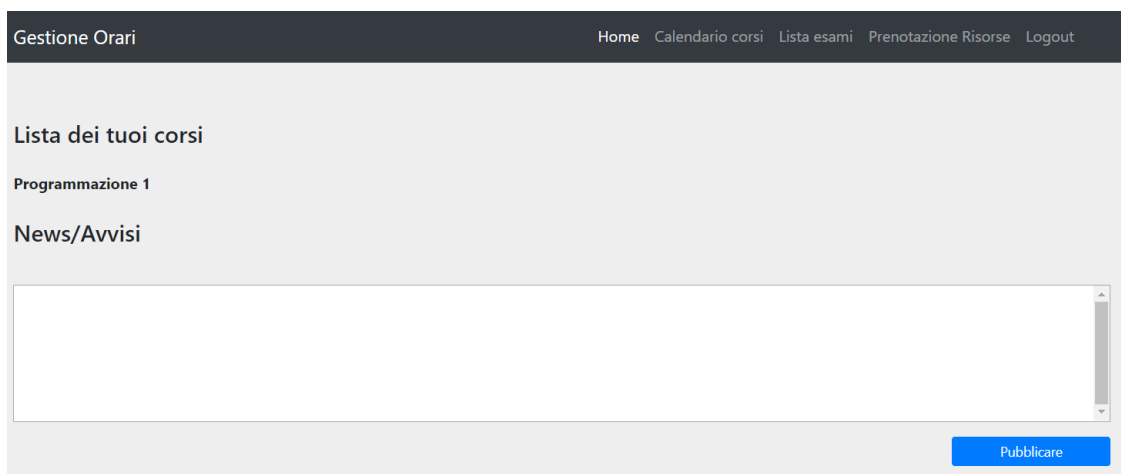 Gestione Orari Home Calendario corsi Lista esami Prenotazione Risorse Logout
Lista dei tuoi corsi
Programmazione 1
News/Avvisi
Pubblicare